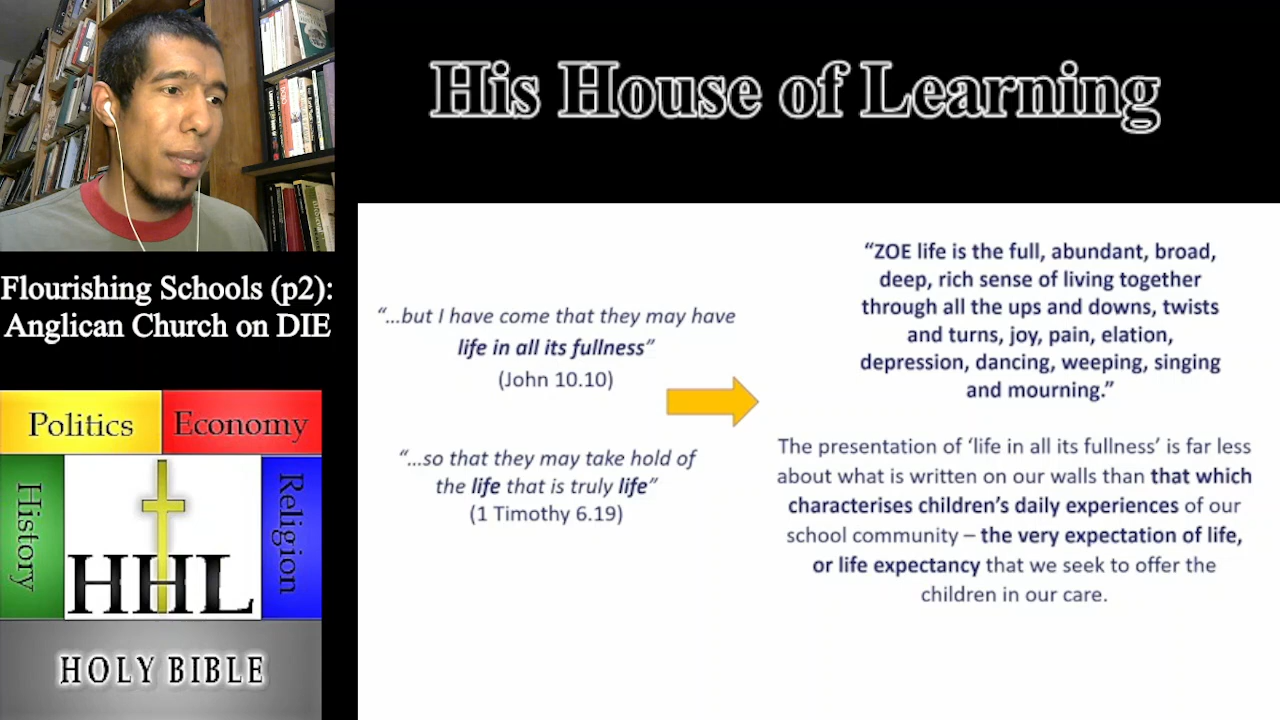 His House of Learning
Flourishing Schools (p2):
Anglican Church on DIE
Politics
Economy
History
Religion
HHL
HOLY BIBLE
“...but I have come that they may have
life in all its fullness”
(John 10.10)
“...so that they may take hold of
the life that is truly life”
(1 Timothy 6.19)
“ZOE life is the full, abundant, broad,
deep, rich sense of living together
through all the ups and downs, twists
and turns, joy, pain, elation,
depression, dancing, weeping, singing
and mourning.”
The presentation of ‘life in all its fullness’ is far less
about what is written on our walls than that which
characterises children’s daily experiences of our
school community – the very expectation of life,
or life expectancy that we seek to offer the
children in our care.